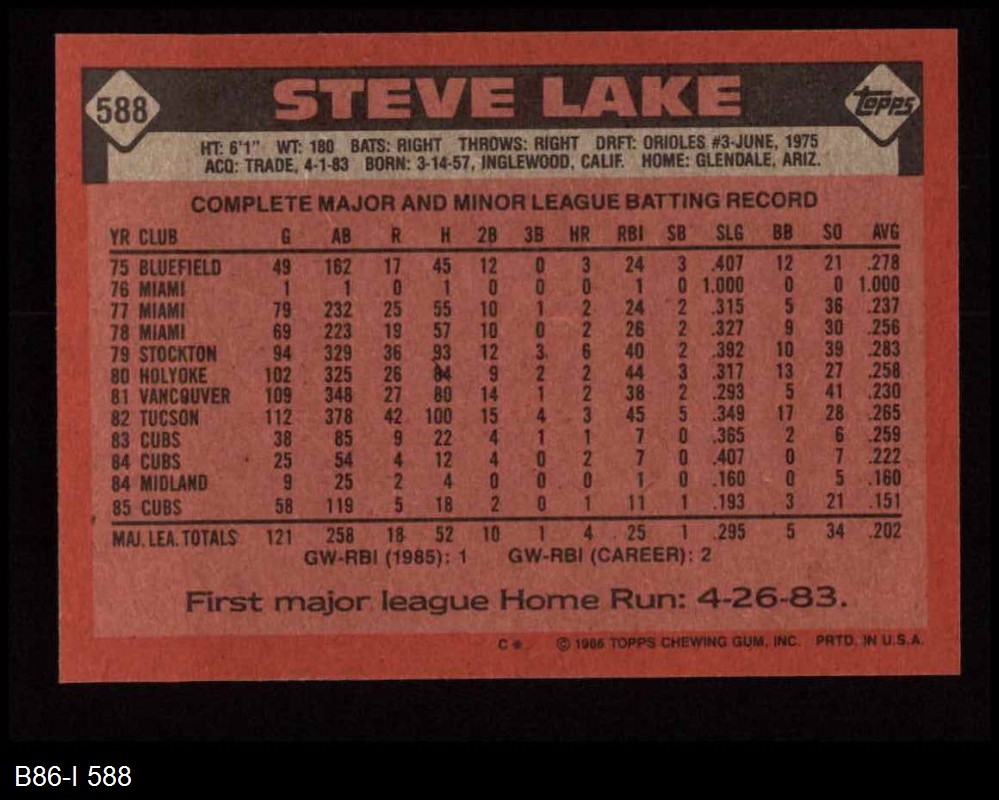 588
STEVE LAKE
Topps
HT: 6'1" WT: 180 BATS: RIGHT THROWS: RIGHT DRFT: ORIOLES #3-JUNE, 1975
ACQ: TRADE, 4-1-83 BORN: 3-14-57, INGLEWOOD, CALIF. HOME: GLENDALE, ARIZ.
COMPLETE MAJOR AND MINOR LEAGUE BATTING RECORD
YR CLUB G AB R H 2B 3B HR RBI SB SLG BB SO AVG
75 BLUEFIELD 49 162 17 45 12 0 3 24 3 .407 12 21 .278
76 MIAMI 1 1 0 1 0 0 0 1 0 1.000 0 0 1.000
77 MIAMI 79 232 25 55 10 1 2 24 2 .315 5 36 .237
78 MIAMI 69 223 19 57 10 0 2 26 2 .327 9 30 .256
79 STOCKTON 94 329 36 93 12 3 6 40 2 .392 10 39 .283
80 HOLYOKE 102 325 26 84 9 2 2 44 3 .317 13 27 .258
81 VANCOUVER 109 348 27 80 14 1 2 38 2 .293 5 41 .230
82 TUCSON 112 378 42 100 15 4 3 45 5 .349 17 28 .265
83 CUBS 38 85 9 22 4 1 1 7 0 .365 2 6 .259
84 CUBS 25 54 4 12 4 0 2 7 0 .407 0 7 .222
84 MIDLAND 9 25 2 4 0 0 0 1 0 .160 0 5 .160
85 CUBS 58 119 5 18 2 0 1 11 1 .193 3 21 .151
MAJ. LEA. TOTALS 121 258 18 52 10 1 4 25 1 .295 5 34 .202
GW-RBI (1985): 1 GW-RBI (CAREER): 2
First major league Home Run: 4-26-83.
C* © 1986 TOPPS CHEWING GUM, INC. PRTD. IN U.S.A.
B86-I 588